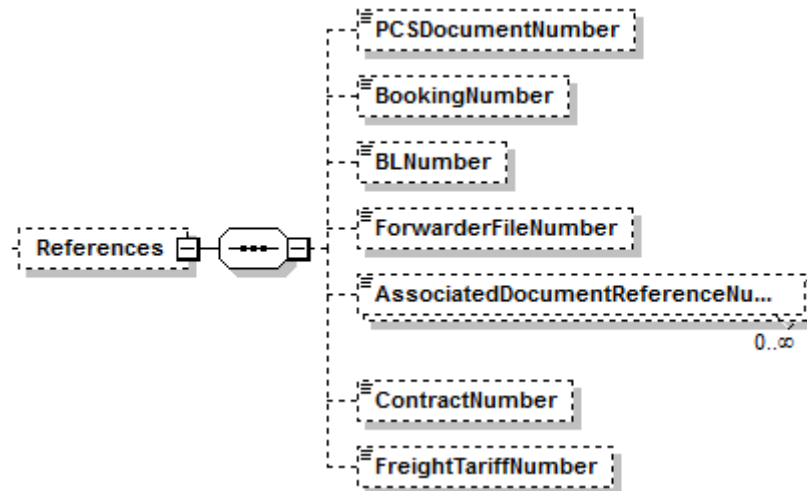 PCSDocumentNumber
BookingNumber
BLNumber
ForwarderFileNumber
References
AssociatedDocumentReferenceNu...
0..∞
ContractNumber
FreightTariffNumber